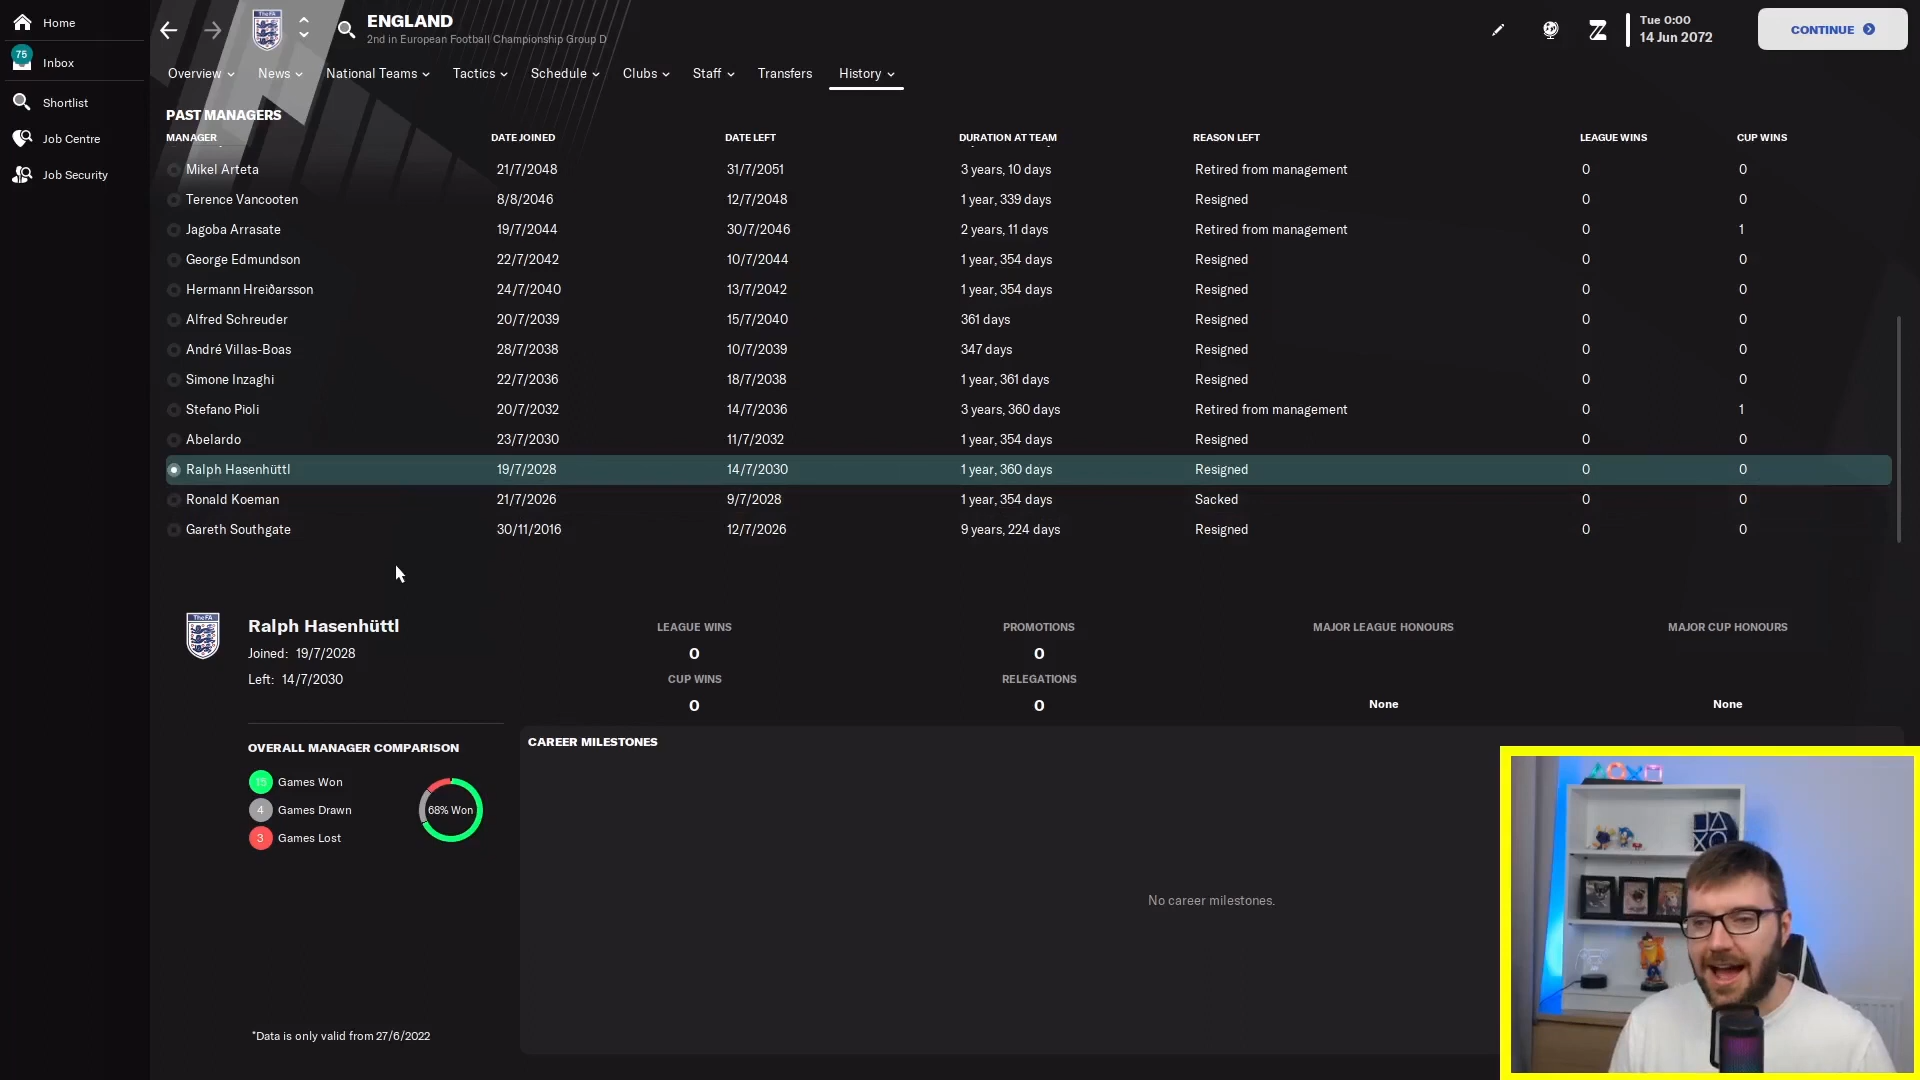 Home
75
Inbox
Shortlist
Job Centre
Job Security
The FA
ENGLAND
2nd in European Football Championship Group D
Tue 0:00
14 Jun 2072
CONTINUE
Overview News National Teams Tactics Schedule Clubs Staff Transfers History
PAST MANAGERS
MANAGER DATE JOINED DATE LEFT DURATION AT TEAM REASON LEFT LEAGUE WINS CUP WINS
Mikel Arteta 21/7/2048 31/7/2051 3 years, 10 days Retired from management 0 0
Terence Vancooten 8/8/2046 12/7/2048 1 year, 339 days Resigned 0 0
Jagoba Arrasate 19/7/2044 30/7/2046 2 years, 11 days Retired from management 0 1
George Edmundson 22/7/2042 10/7/2044 1 year, 354 days Resigned 0 0
Hermann Hreiðarsson 24/7/2040 13/7/2042 1 year, 354 days Resigned 0 0
Alfred Schreuder 20/7/2039 15/7/2040 361 days Resigned 0 0
André Villas-Boas 28/7/2038 10/7/2039 347 days Resigned 0 0
Simone Inzaghi 22/7/2036 18/7/2038 1 year, 361 days Resigned 0 0
Stefano Pioli 20/7/2032 14/7/2036 3 years, 360 days Retired from management 0 1
Abelardo 23/7/2030 11/7/2032 1 year, 354 days Resigned 0 0
Ralph Hasenhüttl 19/7/2028 14/7/2030 1 year, 360 days Resigned 0 0
Ronald Koeman 21/7/2026 9/7/2028 1 year, 354 days Sacked 0 0
Gareth Southgate 30/11/2016 12/7/2026 9 years, 224 days Resigned 0 0
The FA
Ralph Hasenhüttl
Joined: 19/7/2028
Left: 14/7/2030
LEAGUE WINS PROMOTIONS MAJOR LEAGUE HONOURS MAJOR CUP HONOURS
0 0
CUP WINS RELEGATIONS
0 0 None None
OVERALL MANAGER COMPARISON
15 Games Won
4 Games Drawn
3 Games Lost
68% Won
CAREER MILESTONES
No career milestones.
*Data is only valid from 27/6/2022